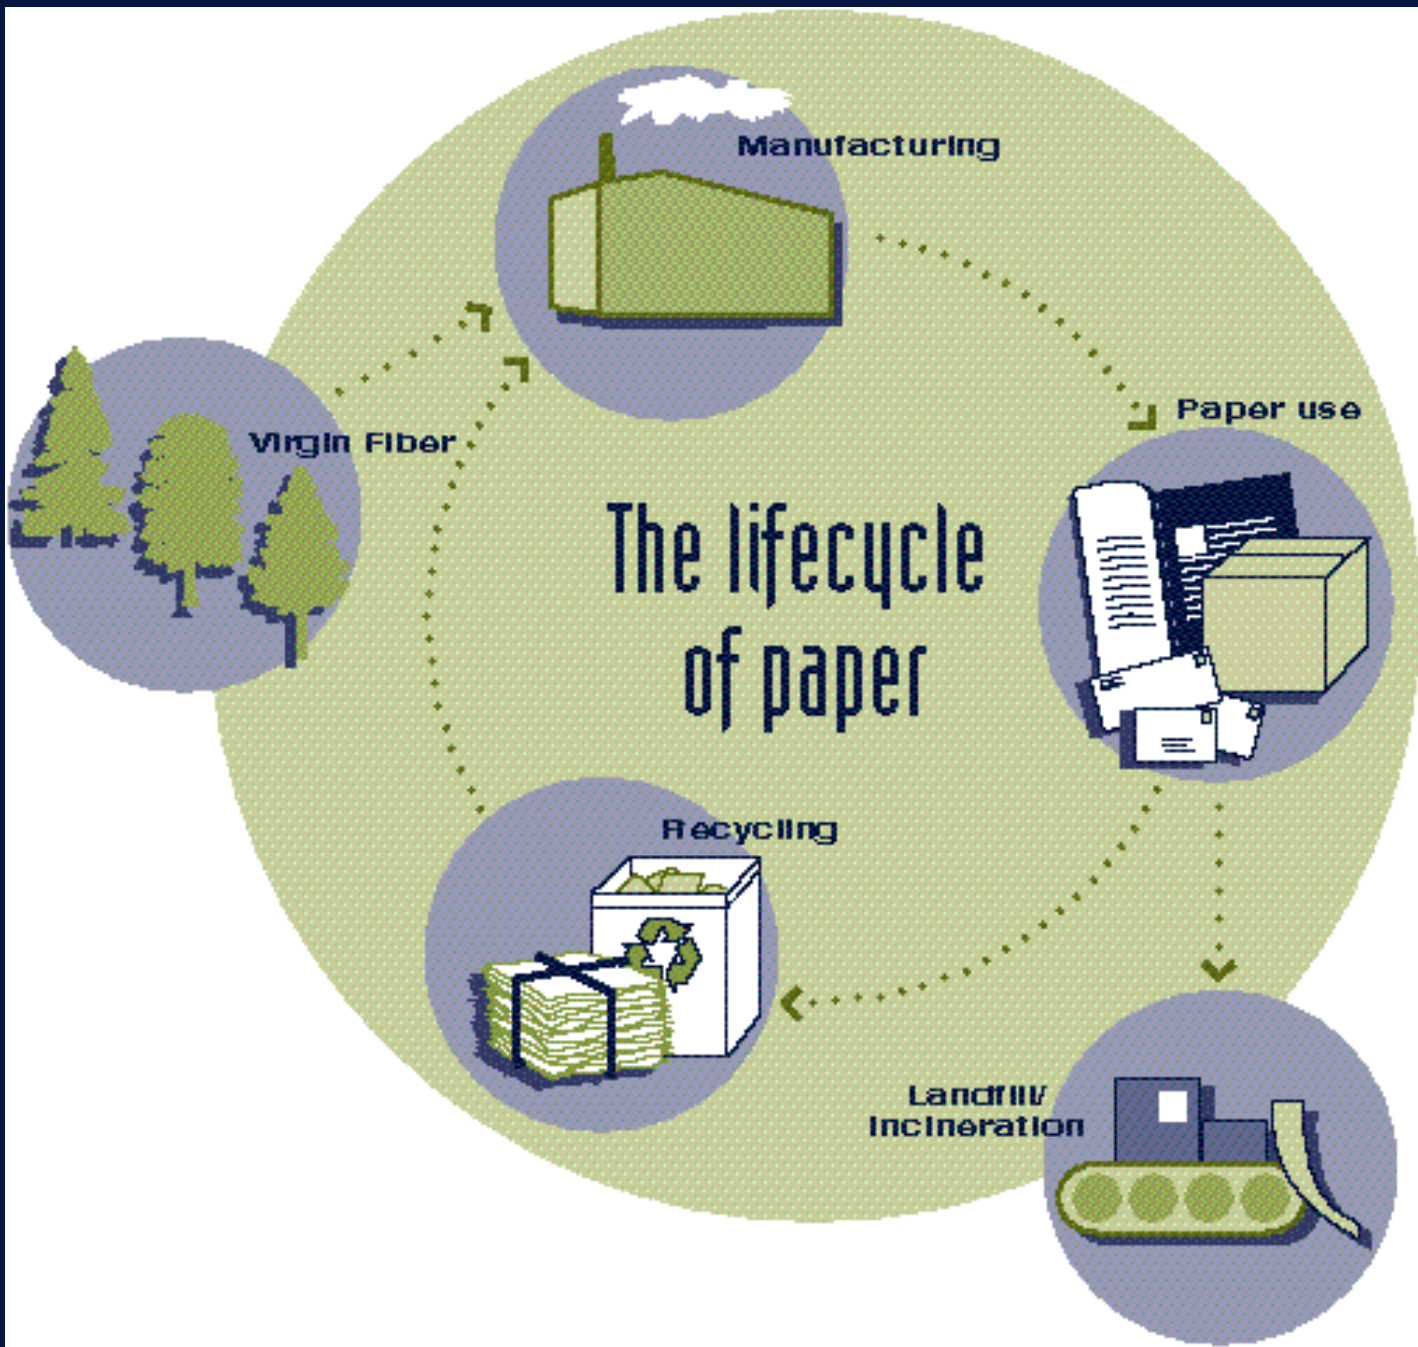 Manufacturing
Paper use
Virgin Fiber
The lifecycle
of paper
Recycling
Landfill/
incineration